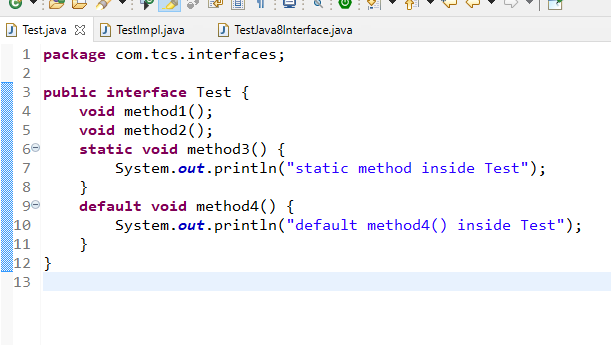 Test.java TestImpl.java TestJava8Interface.java
1 package com.tcs.interfaces;
2
3 public interface Test {
4     void method1();
5     void method2();
6     static void method3() {
7         System.out.println("static method inside Test");
8     }
9     default void method4() {
10         System.out.println("default method4() inside Test");
11     }
12 }
13